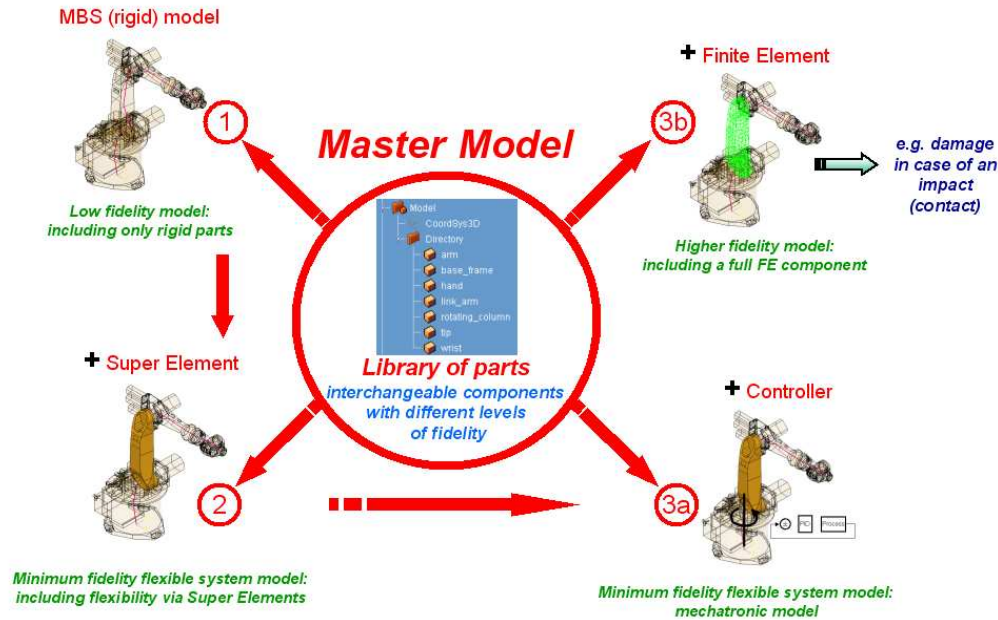 MBS (rigid) model
1
Low fidelity model:
including only rigid parts
+ Finite Element
3b
e.g. damage
in case of an
impact
(contact)
Higher fidelity model:
including a full FE component
Master Model
Model
CoordSys3D
Directory
arm
base_frame
hand
link_arm
rotating_column
tip
wrist
Library of parts
interchangeable components
with different levels
of fidelity
+ Super Element
2
Minimum fidelity flexible system model:
including flexibility via Super Elements
+ Controller
3a
Process
Minimum fidelity flexible system model:
mechatronic model